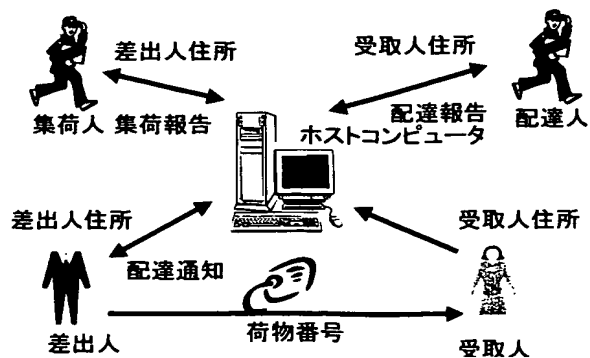 差出人住所
受取人住所
集荷人 集荷報告
配達報告
ホストコンピュータ
配達人
差出人住所
受取人住所
配達通知
荷物番号
差出人
受取人